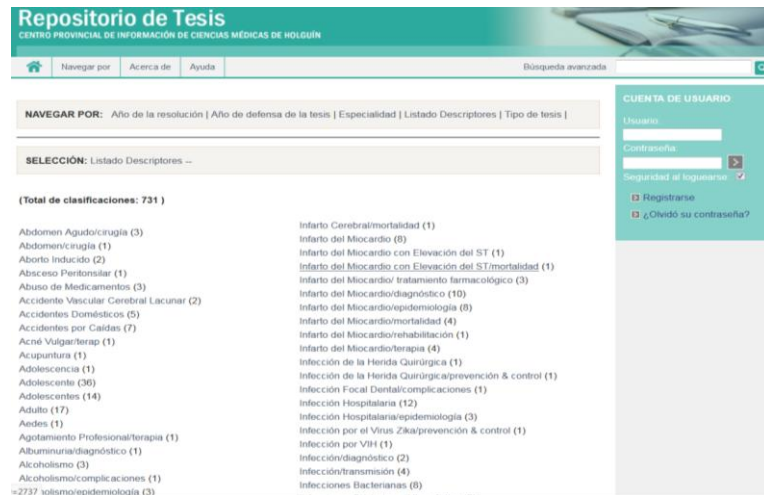 Repositorio de Tesis
CENTRO PROVINCIAL DE INFORMACIÓN DE CIENCIAS MÉDICAS DE HOLGUÍN
Navegar por
Acerca de
Ayuda
Búsqueda avanzada
NAVEGAR POR: Año de la resolución | Año de defensa de la tesis | Especialidad | Listado Descriptores | Tipo de tesis |
SELECCIÓN: Listado Descriptores --
(Total de clasificaciones: 731 )
Abdomen Agudo/cirugía (3)
Abdomen/cirugía (1)
Aborto Inducido (2)
Absceso Peritonsilar (1)
Abuso de Medicamentos (3)
Accidente Vascular Cerebral Lacunar (2)
Accidentes Domésticos (5)
Accidentes por Caídas (7)
Acné Vulgar/terap (1)
Acupuntura (1)
Adolescencia (1)
Adolescente (36)
Adolescentes (14)
Adulto (17)
Aedes (1)
Agotamiento Profesional/terapia (1)
Albuminuria/diagnóstico (1)
Alcoholismo (3)
Alcoholismo/complicaciones (1)
=2737 olismo/epidemiología (3)
Infarto Cerebral/mortalidad (1)
Infarto del Miocardio (8)
Infarto del Miocardio con Elevación del ST (1)
Infarto del Miocardio con Elevación del ST/mortalidad (1)
Infarto del Miocardio/ tratamiento farmacológico (3)
Infarto del Miocardio/diagnóstico (10)
Infarto del Miocardio/epidemiología (8)
Infarto del Miocardio/mortalidad (4)
Infarto del Miocardio/rehabilitación (1)
Infarto del Miocardio/terapia (4)
Infección de la Herida Quirúrgica (1)
Infección de la Herida Quirúrgica/prevención & control (1)
Infección Focal Dental/complicaciones (1)
Infección Hospitalaria (12)
Infección Hospitalaria/epidemiología (3)
Infección por el Virus Zika/prevención & control (1)
Infección por VIH (1)
Infección/diagnóstico (2)
Infección/transmisión (4)
Infecciones Bacterianas (8)
CUENTA DE USUARIO
Usuario:
Contraseña:
Seguridad al loguearse:
Registrarse
¿Olvidó su contraseña?